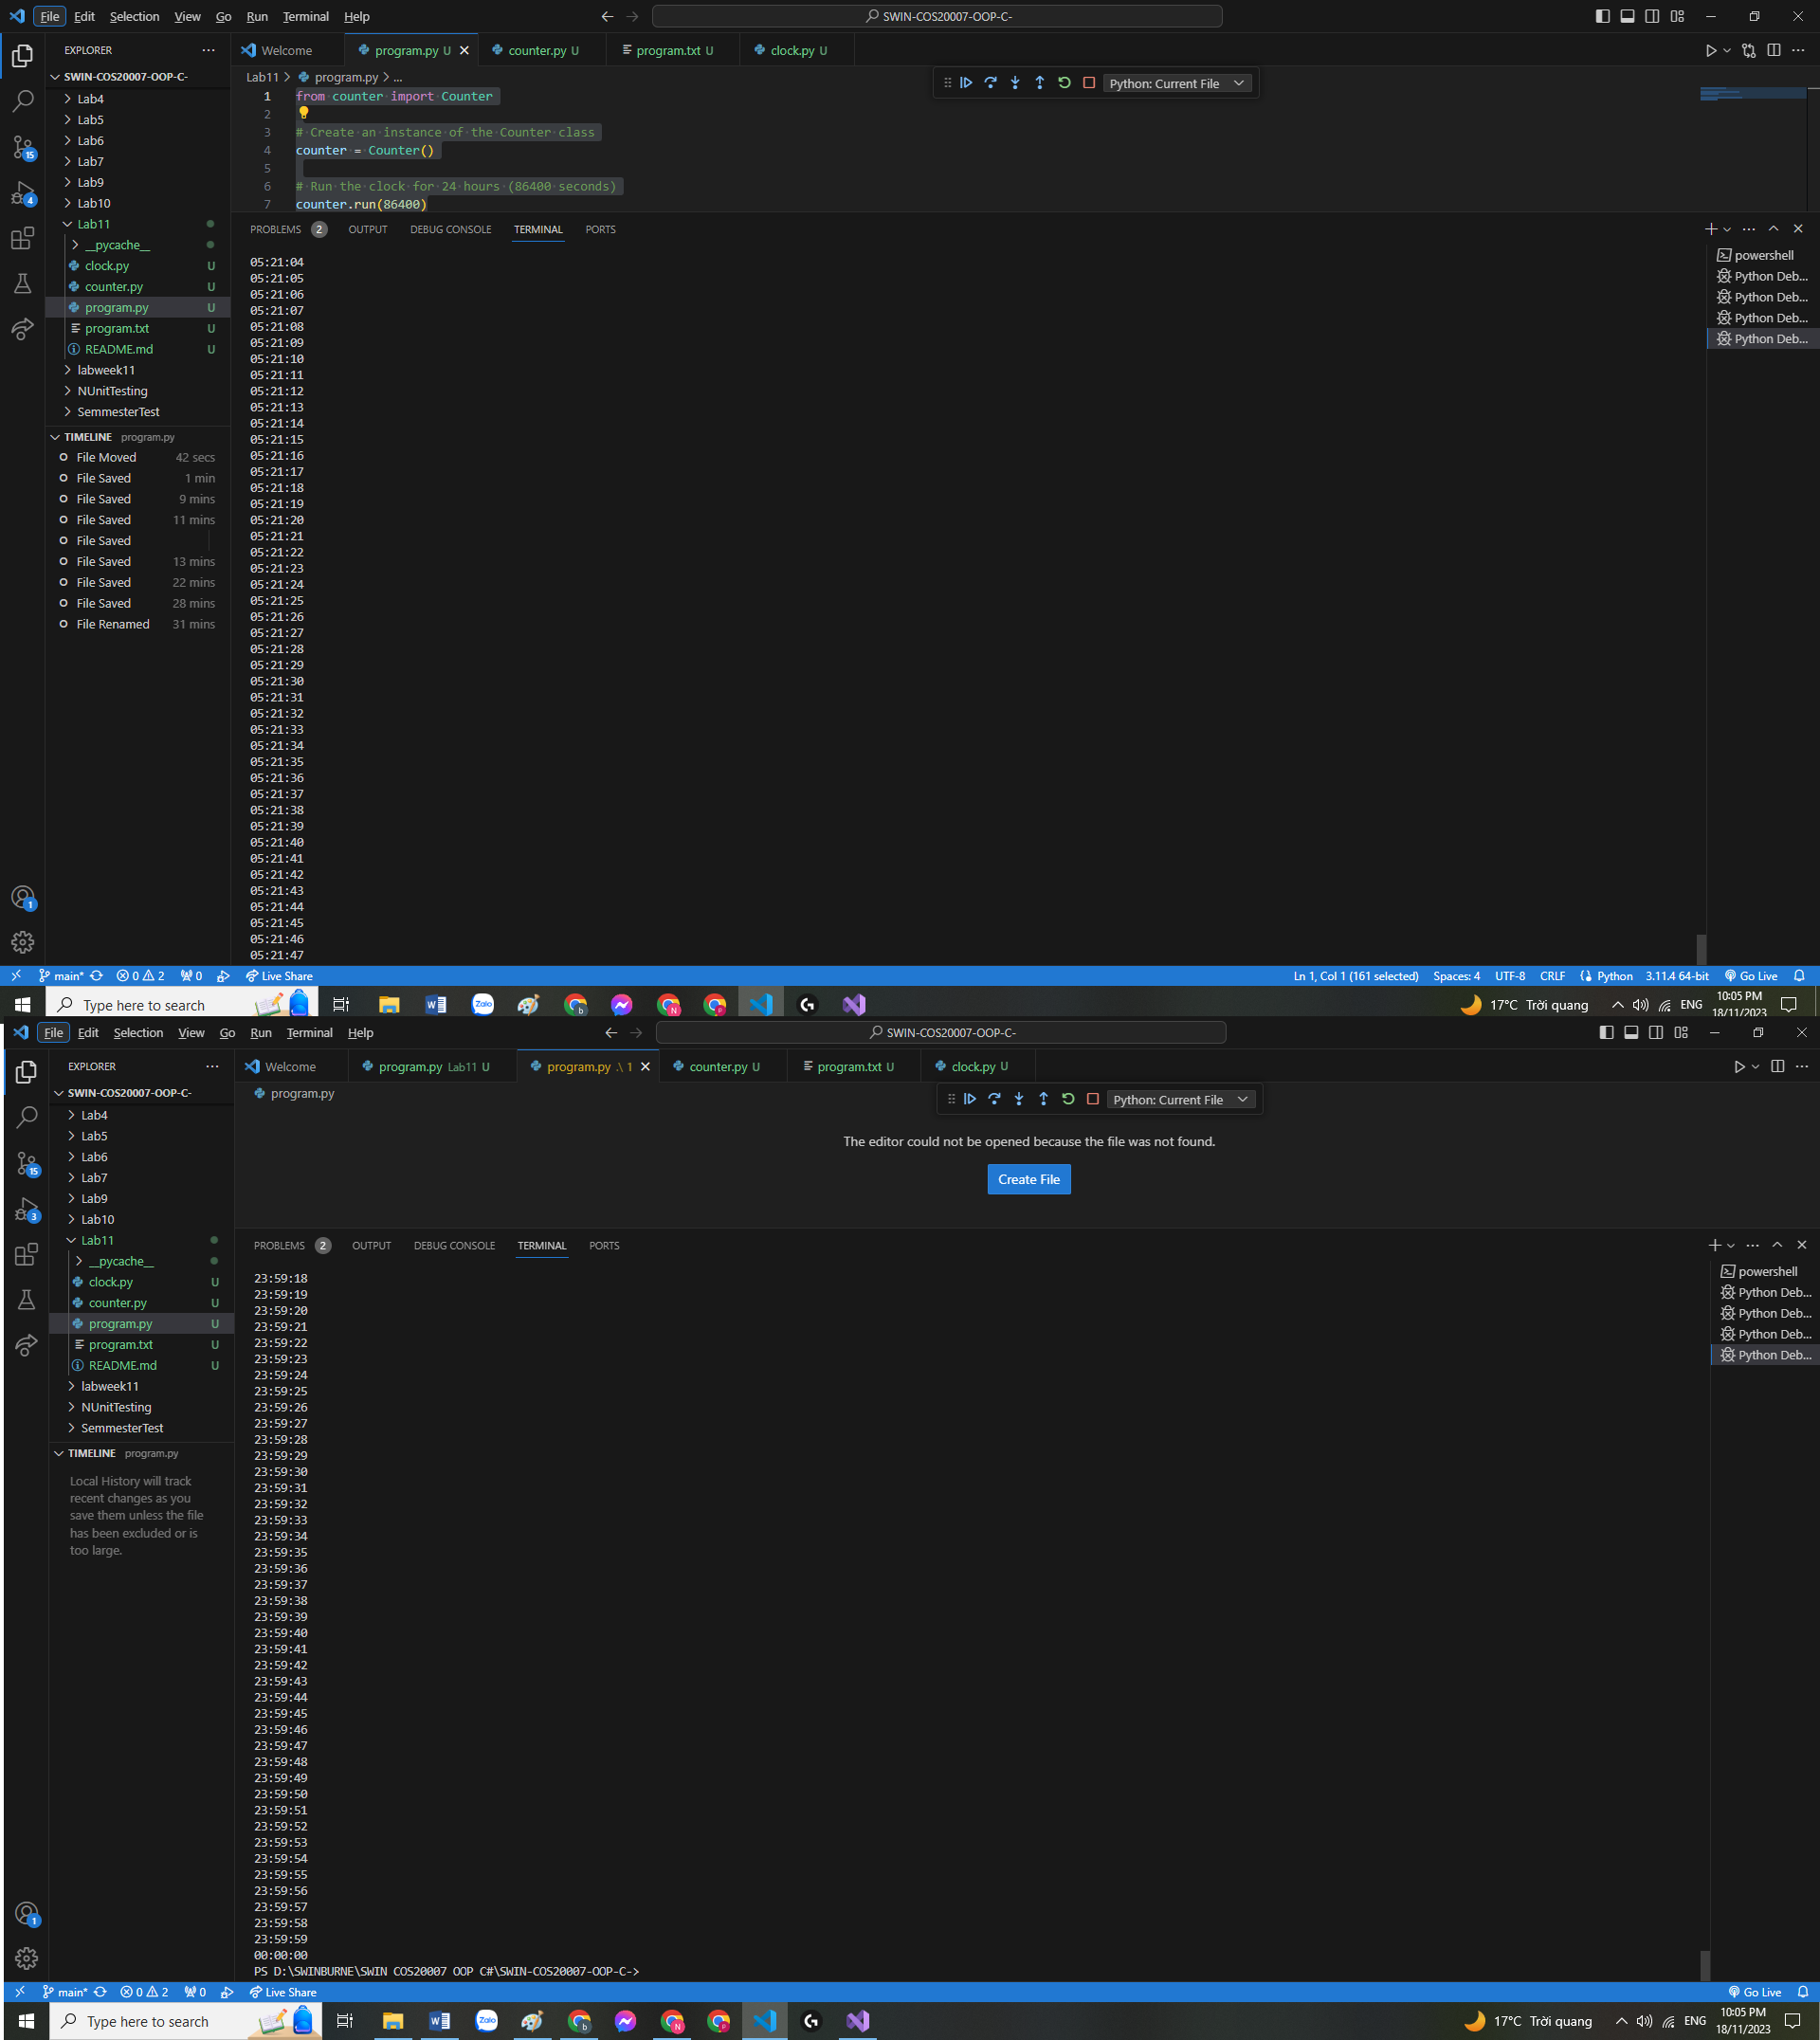 File Edit Selection View Go Run Terminal Help SWIN-COS20007-OOP-C-
EXPLORER
Welcome program.py U counter.py U program.txt U clock.py U
SWIN-COS20007-OOP-C-
Lab11 > program.py > ...
Python: Current File
Lab4
Lab5
Lab6
Lab7
Lab9
Lab10
Lab11
__pycache__
clock.py U
counter.py U
program.py U
program.txt U
README.md U
labweek11
NUnitTesting
SemmesterTest
TIMELINE program.py
File Moved 42 secs
File Saved 1 min
File Saved 9 mins
File Saved 11 mins
File Saved
File Saved 13 mins
File Saved 22 mins
File Saved 28 mins
File Renamed 31 mins
15
4
1
1 from counter import Counter
2
3 # Create an instance of the Counter class
4 counter = Counter()
5
6 # Run the clock for 24 hours (86400 seconds)
7 counter.run(86400)
PROBLEMS 2 OUTPUT DEBUG CONSOLE TERMINAL PORTS
powershell
Python Deb...
Python Deb...
Python Deb...
Python Deb...
05:21:04
05:21:05
05:21:06
05:21:07
05:21:08
05:21:09
05:21:10
05:21:11
05:21:12
05:21:13
05:21:14
05:21:15
05:21:16
05:21:17
05:21:18
05:21:19
05:21:20
05:21:21
05:21:22
05:21:23
05:21:24
05:21:25
05:21:26
05:21:27
05:21:28
05:21:29
05:21:30
05:21:31
05:21:32
05:21:33
05:21:34
05:21:35
05:21:36
05:21:37
05:21:38
05:21:39
05:21:40
05:21:41
05:21:42
05:21:43
05:21:44
05:21:45
05:21:46
05:21:47
main* 0 2 0 Live Share Ln 1, Col 1 (161 selected) Spaces: 4 UTF-8 CRLF Python 3.11.4 64-bit Go Live
Type here to search Zalo 17°C Trời quang ENG 10:05 PM
18/11/2023
File Edit Selection View Go Run Terminal Help SWIN-COS20007-OOP-C-
EXPLORER
Welcome program.py Lab11 U program.py .\ 1 counter.py U program.txt U clock.py U
SWIN-COS20007-OOP-C-
program.py
Python: Current File
Lab4
Lab5
Lab6
Lab7
Lab9
Lab10
Lab11
__pycache__
clock.py U
counter.py U
program.py U
program.txt U
README.md U
labweek11
NUnitTesting
SemmesterTest
TIMELINE program.py
Local History will track
recent changes as you
save them unless the file
has been excluded or is
too large.
15
3
1
The editor could not be opened because the file was not found.
Create File
PROBLEMS 2 OUTPUT DEBUG CONSOLE TERMINAL PORTS
powershell
Python Deb...
Python Deb...
Python Deb...
Python Deb...
23:59:18
23:59:19
23:59:20
23:59:21
23:59:22
23:59:23
23:59:24
23:59:25
23:59:26
23:59:27
23:59:28
23:59:29
23:59:30
23:59:31
23:59:32
23:59:33
23:59:34
23:59:35
23:59:36
23:59:37
23:59:38
23:59:39
23:59:40
23:59:41
23:59:42
23:59:43
23:59:44
23:59:45
23:59:46
23:59:47
23:59:48
23:59:49
23:59:50
23:59:51
23:59:52
23:59:53
23:59:54
23:59:55
23:59:56
23:59:57
23:59:58
23:59:59
00:00:00
PS D:\SWINBURNE\SWIN COS20007 OOP C#\SWIN-COS20007-OOP-C->
main* 0 2 0 Live Share Go Live
Type here to search Zalo 17°C Trời quang ENG 10:05 PM
18/11/2023